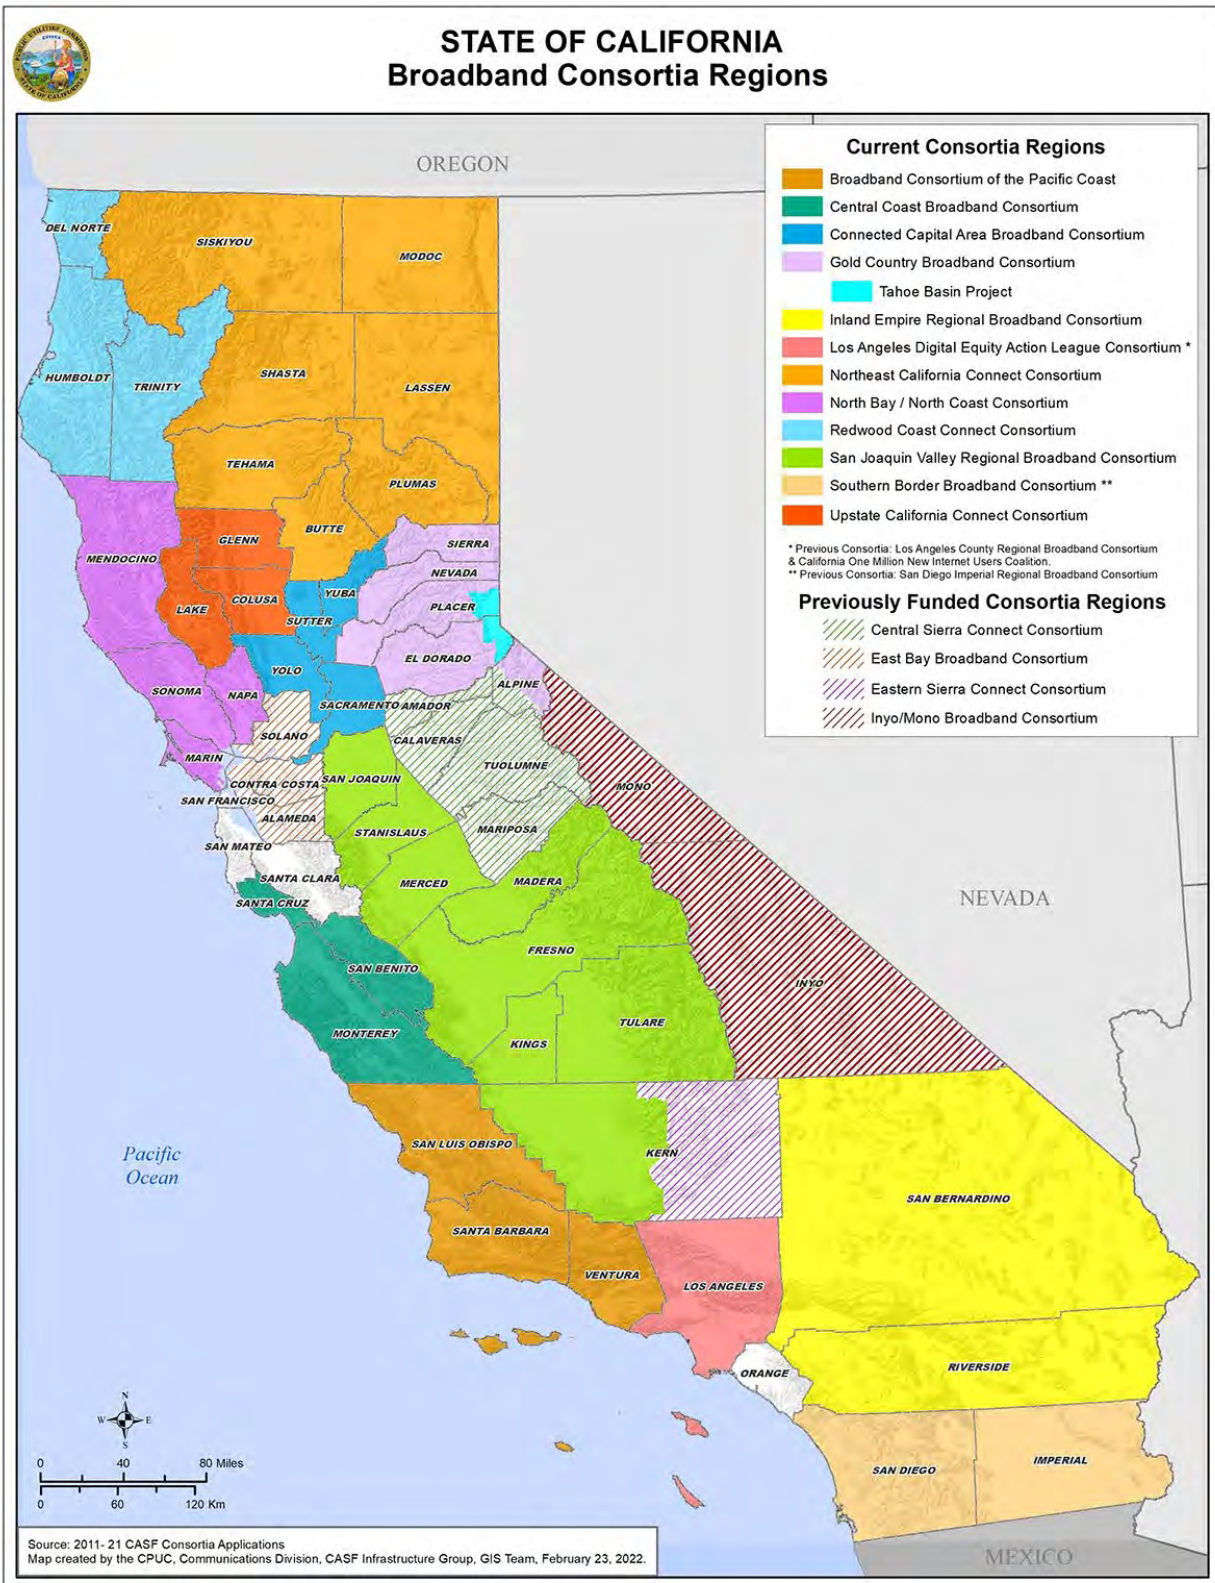 STATE OF CALIFORNIA
Broadband Consortia Regions
OREGON
Current Consortia Regions
Broadband Consortium of the Pacific Coast
Central Coast Broadband Consortium
Connected Capital Area Broadband Consortium
Gold Country Broadband Consortium
Tahoe Basin Project
Inland Empire Regional Broadband Consortium
Los Angeles Digital Equity Action League Consortium *
Northeast California Connect Consortium
North Bay / North Coast Consortium
Redwood Coast Connect Consortium
San Joaquin Valley Regional Broadband Consortium
Southern Border Broadband Consortium **
Upstate California Connect Consortium
* Previous Consortia: Los Angeles County Regional Broadband Consortium
& California One Million New Internet Users Coalition.
** Previous Consortia: San Diego Imperial Regional Broadband Consortium
Previously Funded Consortia Regions
Central Sierra Connect Consortium
East Bay Broadband Consortium
Eastern Sierra Connect Consortium
Inyo/Mono Broadband Consortium
DEL NORTE
SISKIYOU
MODOC
HUMBOLDT
TRINITY
SHASTA
LASSEN
TEHAMA
PLUMAS
BUTTE
GLENN
SIERRA
MENDOCINO
NEVADA
YUBA
COLUSA
LAKE
PLACER
SUTTER
EL DORADO
YOLO
ALPINE
SONOMA
NAPA
SACRAMENTO
AMADOR
SOLANO
CALAVERAS
MARIN
TUOLUMNE
SAN JOAQUIN
CONTRA COSTA
MONO
SAN FRANCISCO
ALAMEDA
STANISLAUS
MARIPOSA
SAN MATEO
SANTA CLARA
MERCED
MADERA
SANTA CRUZ
NEVADA
FRESNO
SAN BENITO
INYO
TULARE
MONTEREY
KINGS
SAN LUIS OBISPO
KERN
Pacific
Ocean
SAN BERNARDINO
SANTA BARBARA
VENTURA
LOS ANGELES
RIVERSIDE
ORANGE
SAN DIEGO
IMPERIAL
MEXICO
N
W E
S
0 40 80 Miles
0 60 120 Km
Source: 2011- 21 CASF Consortia Applications
Map created by the CPUC, Communications Division, CASF Infrastructure Group, GIS Team, February 23, 2022.